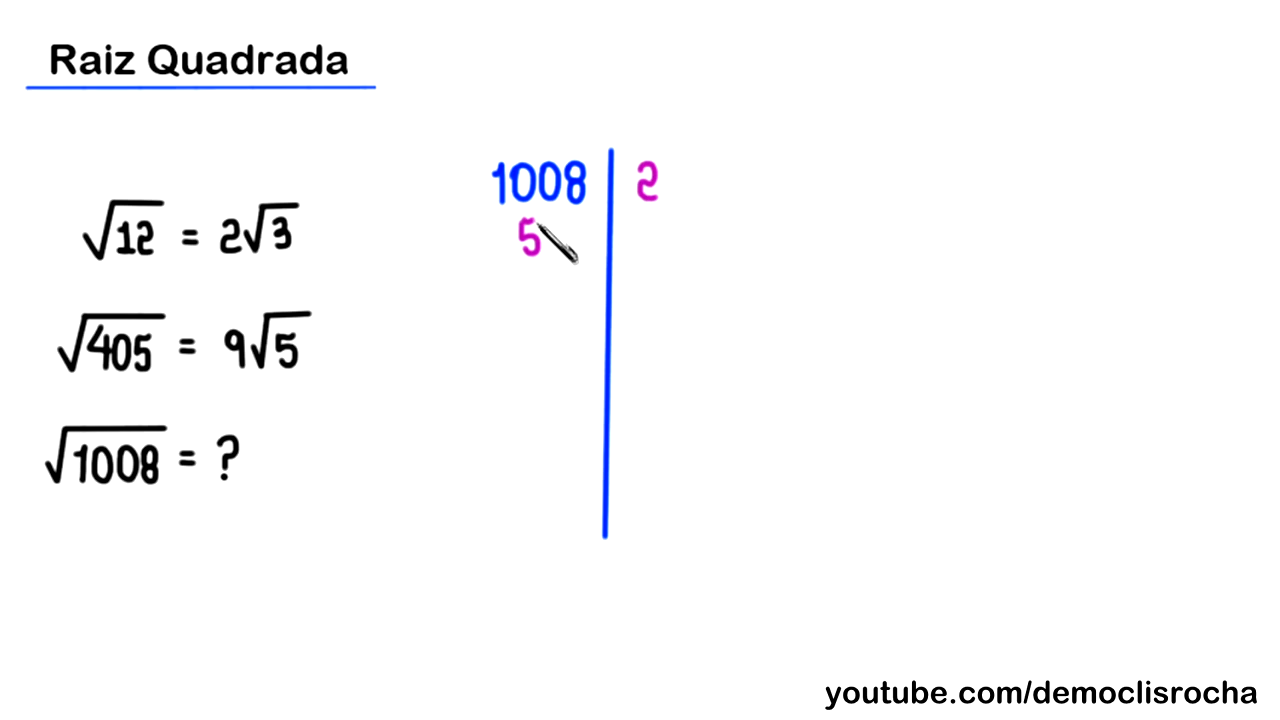 Raiz Quadrada
√12 = 2√3
√405 = 9√5
√1008 = ?
1008 | 2
5
youtube.com/democlisrocha